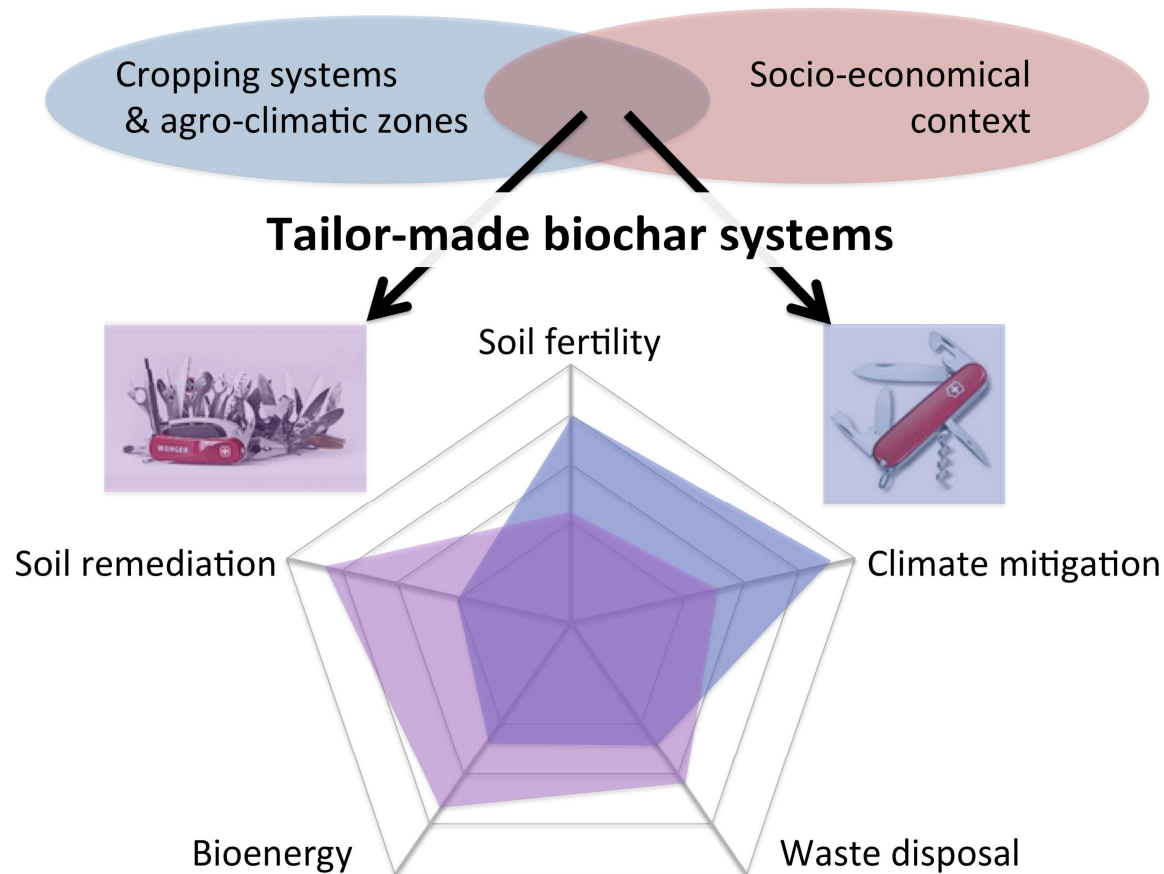 Cropping systems
& agro-climatic zones
Socio-economical
context
Tailor-made biochar systems
Soil fertility
WENGER
Soil remediation
Climate mitigation
Bioenergy
Waste disposal